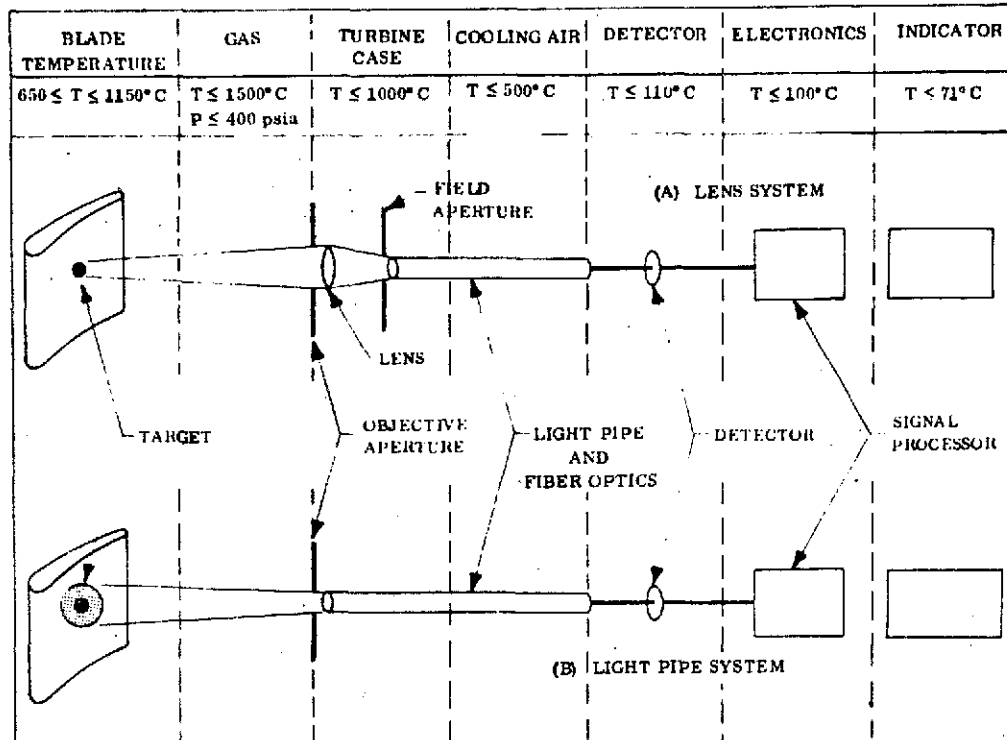 BLADE TEMPERATURE
GAS
TURBINE CASE
COOLING AIR
DETECTOR
ELECTRONICS
INDICATOR
650 ≤ T ≤ 1150°C
T ≤ 1500°C
P ≤ 400 psia
T ≤ 1000°C
T ≤ 500°C
T ≤ 110°C
T ≤ 100°C
T < 71°C
(A) LENS SYSTEM
FIELD
APERTURE
LENS
TARGET
OBJECTIVE
APERTURE
LIGHT PIPE
AND
FIBER OPTICS
DETECTOR
SIGNAL
PROCESSOR
(B) LIGHT PIPE SYSTEM